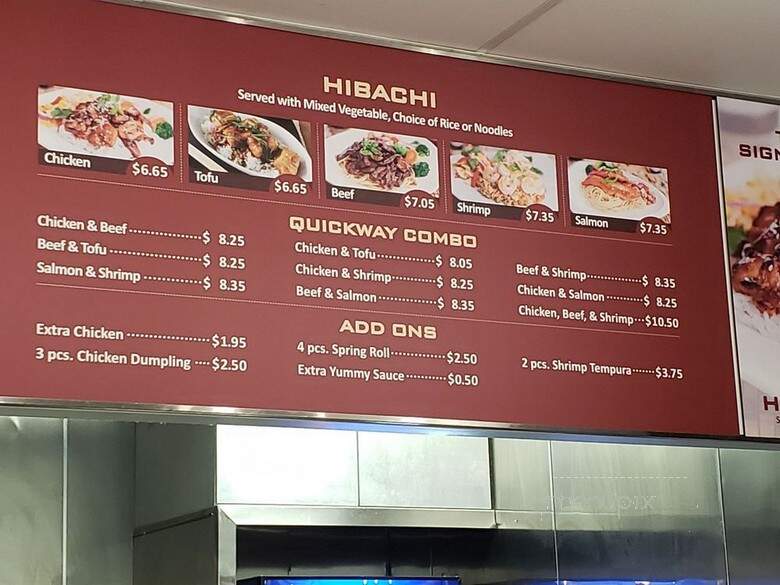 HIBACHI
Served with Mixed Vegetable, Choice of Rice or Noodles
Chicken $6.65
Tofu $6.65
Beef $7.05
Shrimp $7.35
Salmon $7.35
QUICKWAY COMBO
Chicken & Beef $ 8.25
Beef & Tofu $ 8.25
Salmon & Shrimp $ 8.35
Chicken & Tofu $ 8.05
Chicken & Shrimp $ 8.25
Beef & Salmon $ 8.35
Beef & Shrimp $ 8.35
Chicken & Salmon $ 8.25
Chicken, Beef, & Shrimp $10.50
ADD ONS
Extra Chicken $1.95
3 pcs. Chicken Dumpling $2.50
4 pcs. Spring Roll $2.50
Extra Yummy Sauce $0.50
2 pcs. Shrimp Tempura $3.75
SIGN
H